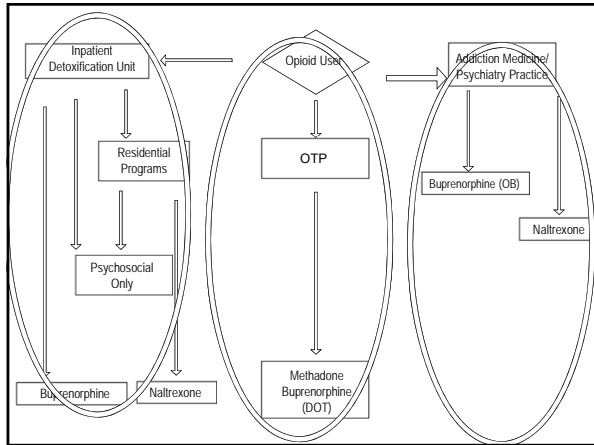 Inpatient
Detoxification Unit
Opioid User
Addiction Medicine/
Psychiatry Practice
Residential
Programs
OTP
Buprenorphine (OB)
Naltrexone
Psychosocial
Only
Buprenorphine
Naltrexone
Methadone
Buprenorphine
(DOT)